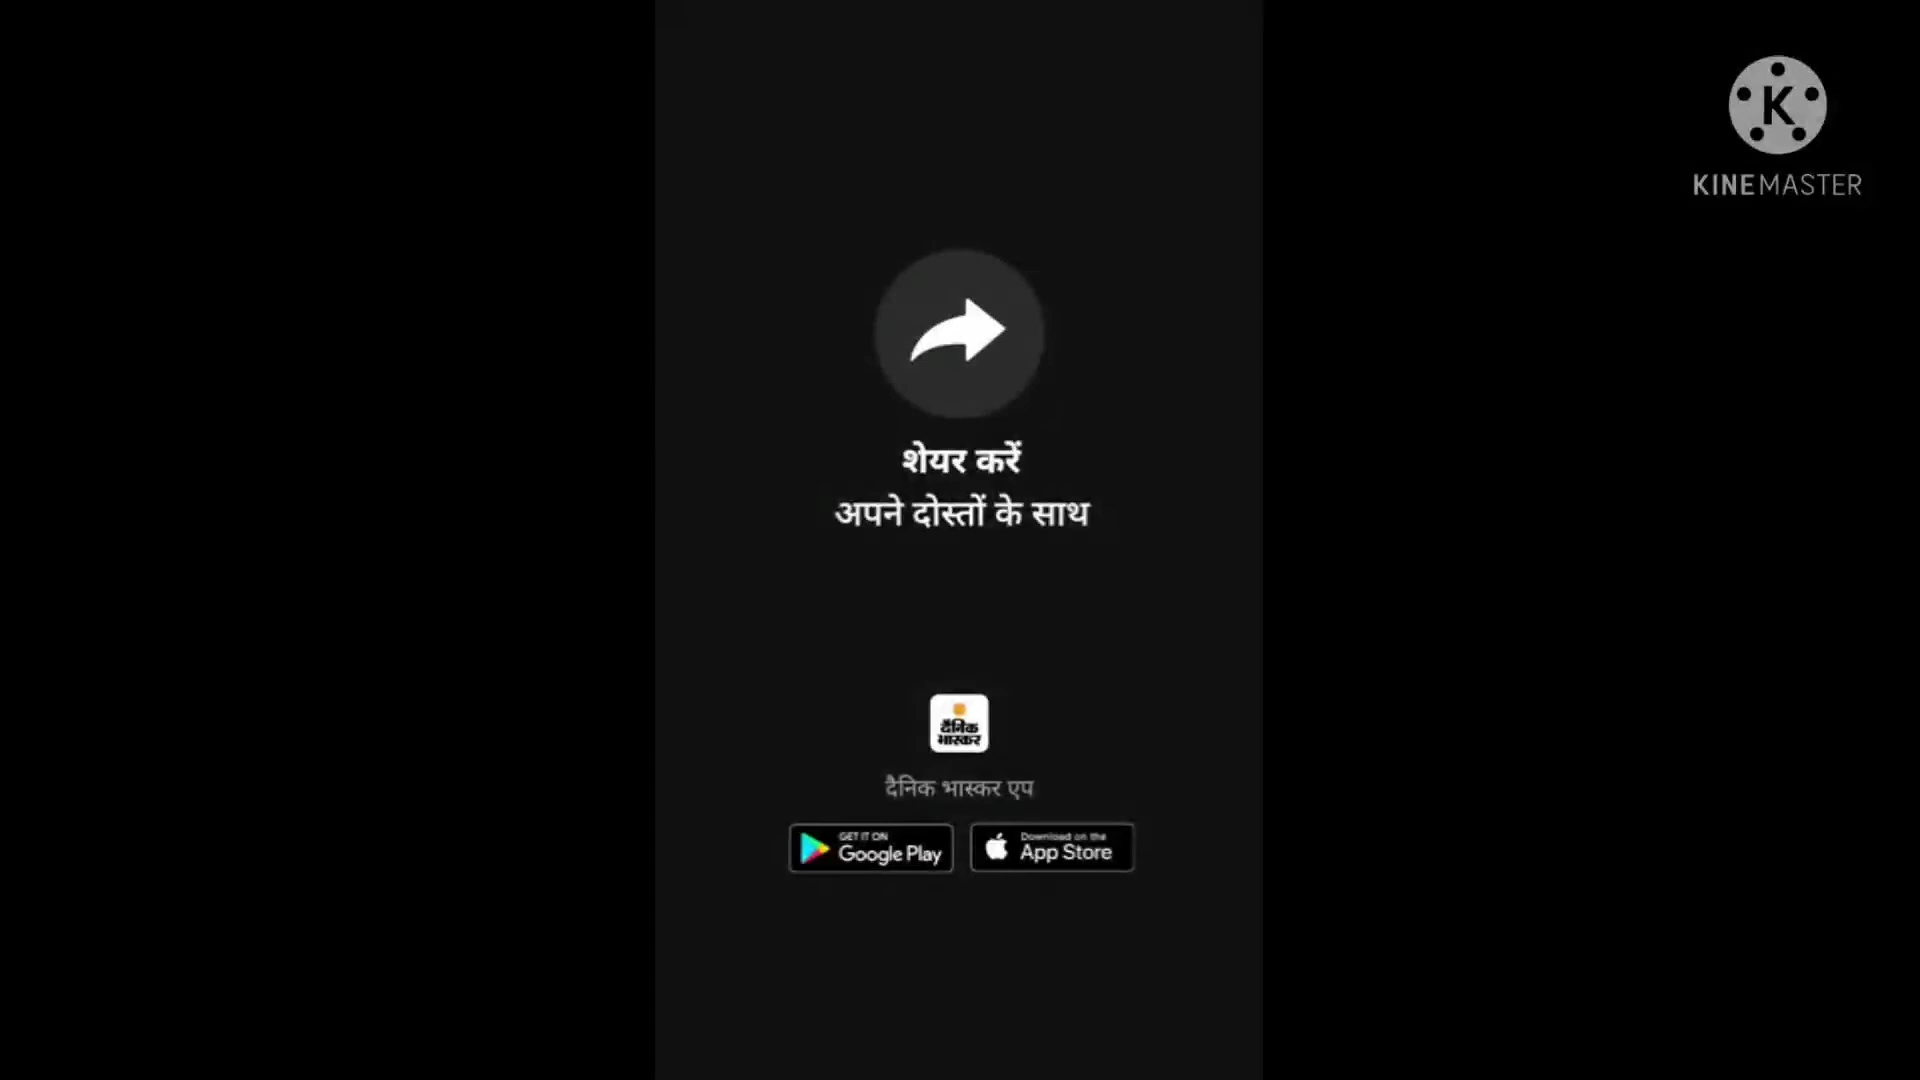 K
KINEMASTER
शेयर करें
अपने दोस्तों के साथ
दैनिक
भास्कर
दैनिक भास्कर एप
GET IT ON
Google Play
Download on the
App Store